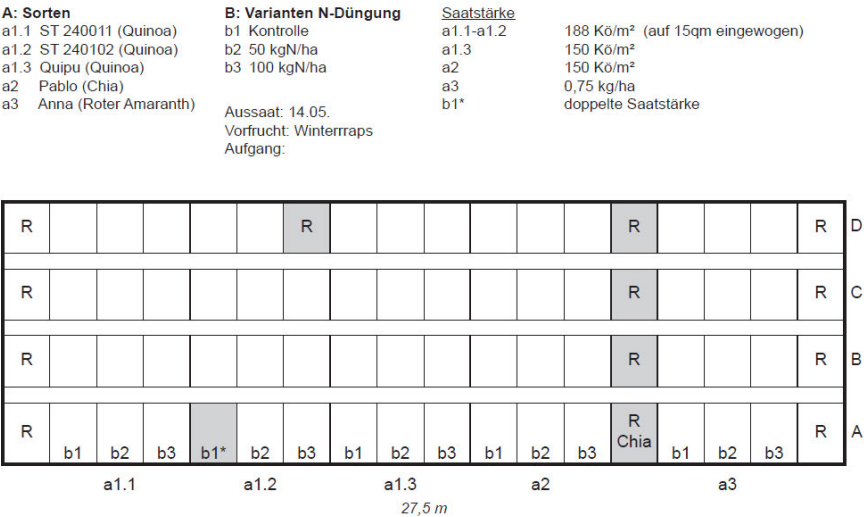 A: Sorten
a1.1 ST 240011 (Quinoa)
a1.2 ST 240102 (Quinoa)
a1.3 Quipu (Quinoa)
a2 Pablo (Chia)
a3 Anna (Roter Amaranth)
B: Varianten N-Düngung
b1 Kontrolle
b2 50 kgN/ha
b3 100 kgN/ha
Aussaat: 14.05.
Vorfrucht: Winterrraps
Aufgang:
Saatstärke
a1.1-a1.2 188 Kö/m² (auf 15qm eingewogen)
a1.3 150 Kö/m²
a2 150 Kö/m²
a3 0,75 kg/ha
b1* doppelte Saatstärke
R R R R D
R R R C
R R R B
R R Chia R A
b1 b2 b3 b1* b2 b3 b1 b2 b3 b1 b2 b3 b1 b2 b3
a1.1 a1.2 a1.3 a2 a3
27,5 m